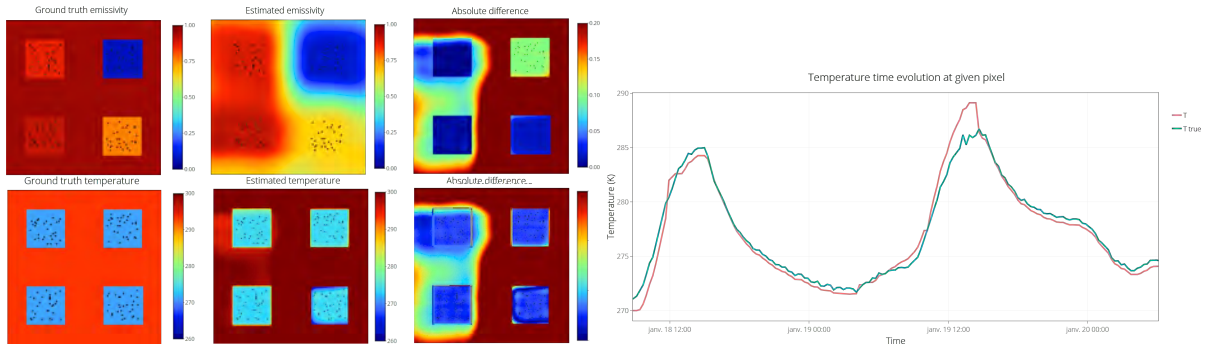 Ground truth emissivity
1.00
0.75
0.50
0.25
0.00
Estimated emissivity
1.00
0.75
0.50
0.25
0.00
Absolute difference
0.20
0.15
0.10
0.05
0.00
Ground truth temperature
300
290
280
270
260
Estimated temperature
300
290
280
270
260
Absolute difference...
Temperature time evolution at given pixel
290
285
280
275
270
Temperature (K)
janv. 18 12:00
janv. 19 00:00
janv. 19 12:00
janv. 20 00:00
Time
T
T true